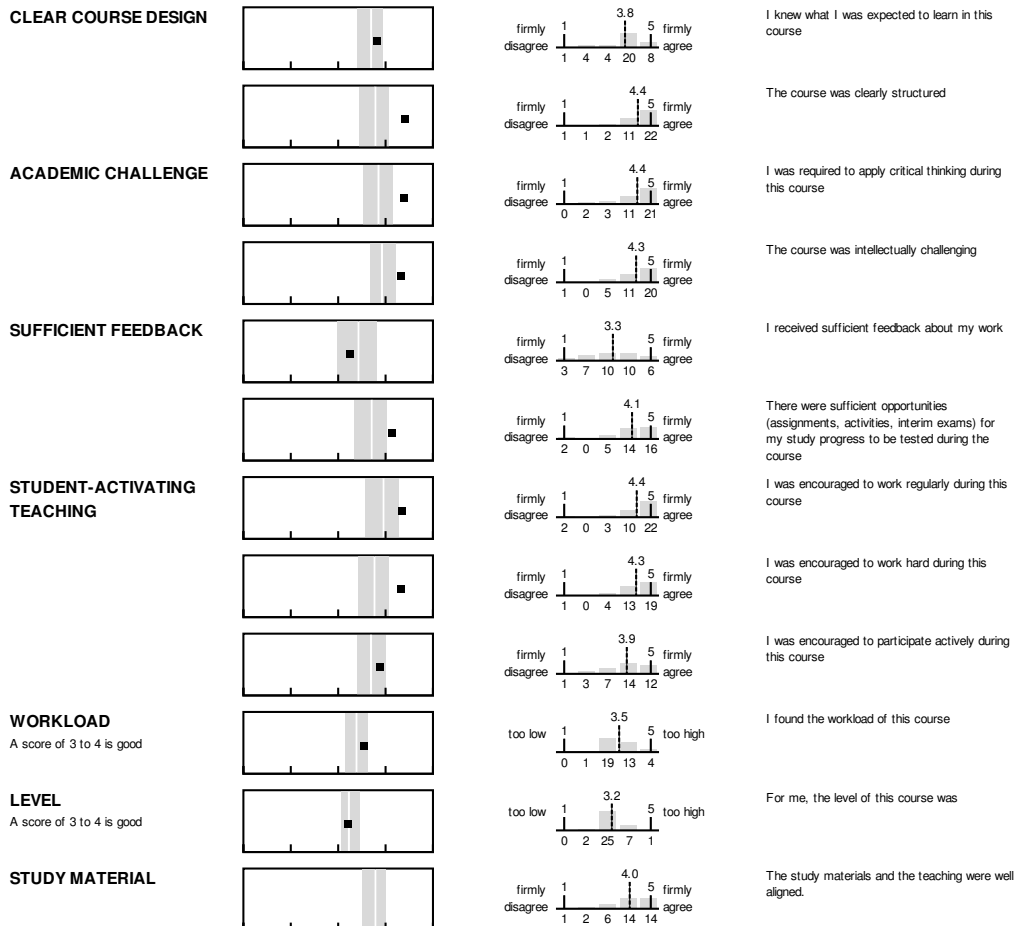 CLEAR COURSE DESIGN
firmly disagree
1
3.8
5
firmly agree
1 4 4 20 8
I knew what I was expected to learn in this
course
firmly disagree
1
4.4
5
firmly agree
1 1 2 11 22
The course was clearly structured
ACADEMIC CHALLENGE
firmly disagree
1
4.4
5
firmly agree
0 2 3 11 21
I was required to apply critical thinking during
this course
firmly disagree
1
4.3
5
firmly agree
1 0 5 11 20
The course was intellectually challenging
SUFFICIENT FEEDBACK
firmly disagree
1
3.3
5
firmly agree
3 7 10 10 6
I received sufficient feedback about my work
firmly disagree
1
4.1
5
firmly agree
2 0 5 14 16
There were sufficient opportunities
(assignments, activities, interim exams) for
my study progress to be tested during the
course
STUDENT-ACTIVATING
TEACHING
firmly disagree
1
4.4
5
firmly agree
2 0 3 10 22
I was encouraged to work regularly during this
course
firmly disagree
1
4.3
5
firmly agree
1 0 4 13 19
I was encouraged to work hard during this
course
firmly disagree
1
3.9
5
firmly agree
1 3 7 14 12
I was encouraged to participate actively during
this course
WORKLOAD
A score of 3 to 4 is good
too low
1
3.5
5
too high
0 1 19 13 4
I found the workload of this course
LEVEL
A score of 3 to 4 is good
too low
1
3.2
5
too high
0 2 25 7 1
For me, the level of this course was
STUDY MATERIAL
firmly disagree
1
4.0
5
firmly agree
1 2 6 14 14
The study materials and the teaching were well
aligned.